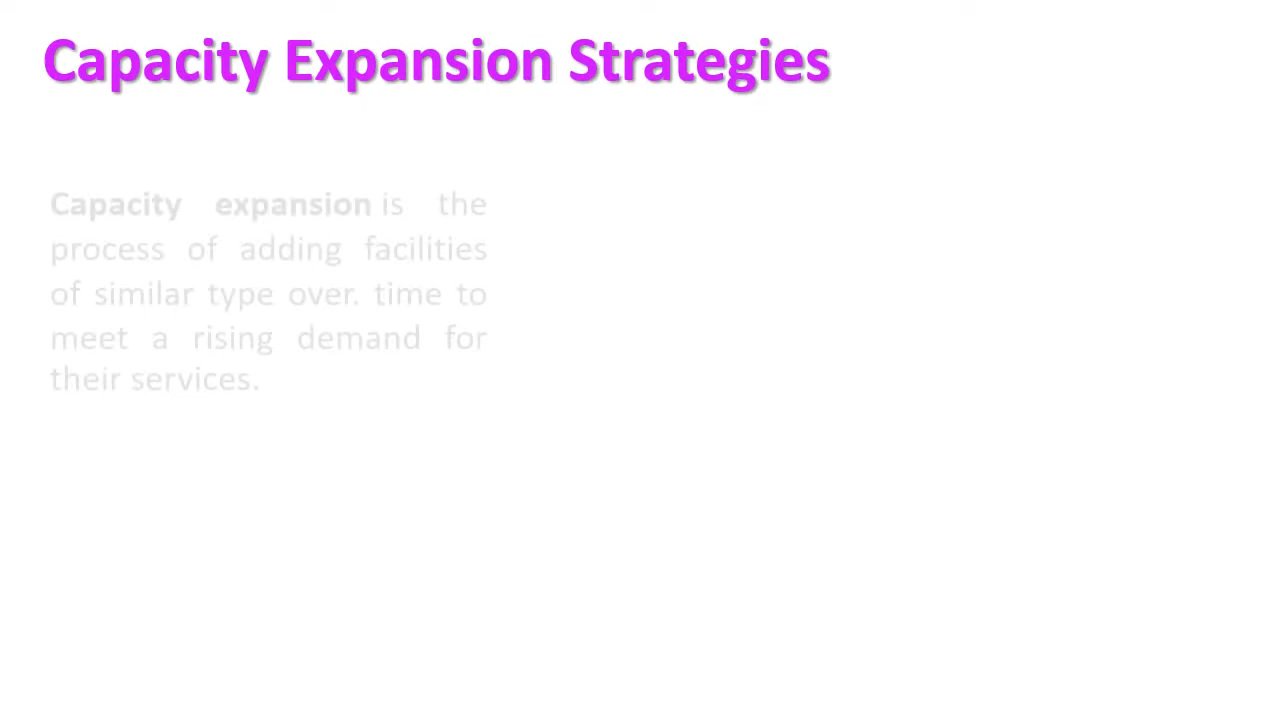 Capacity Expansion Strategies
Capacity expansion is the
process of adding facilities
of similar type over. time to
meet a rising demand for
their services.